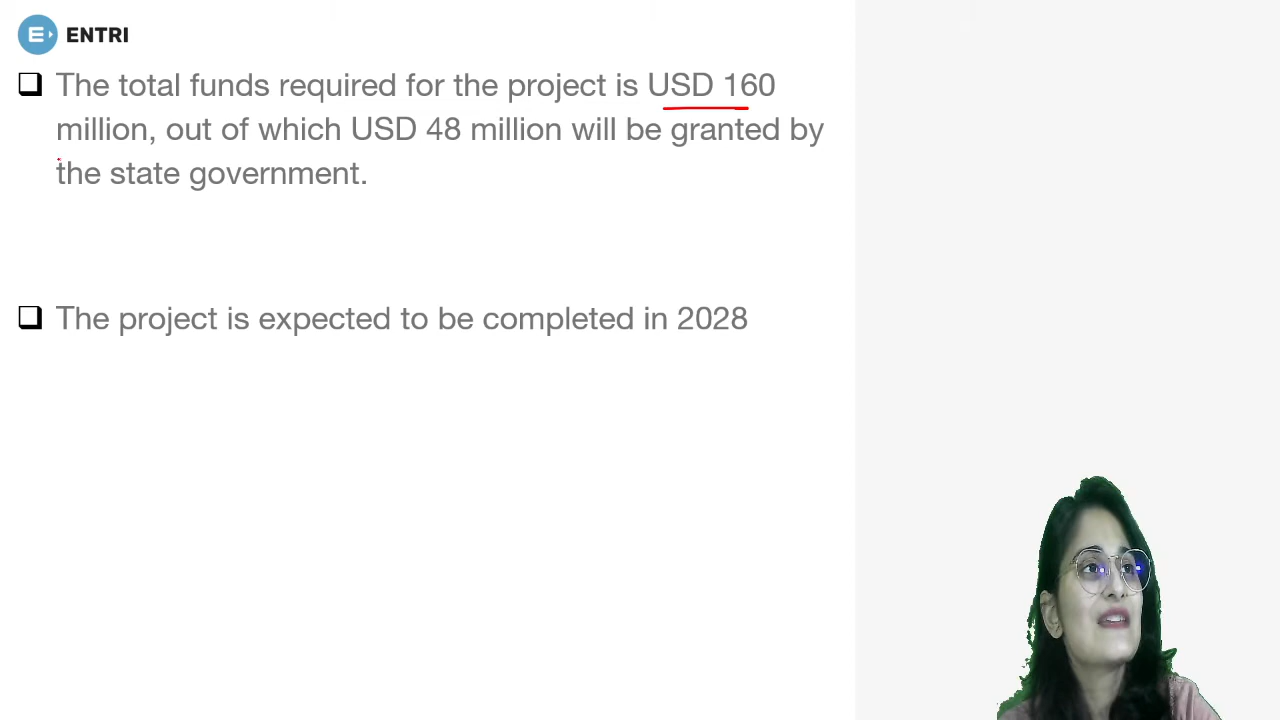 E ENTRI
The total funds required for the project is USD 160
million, out of which USD 48 million will be granted by
the state government.
The project is expected to be completed in 2028